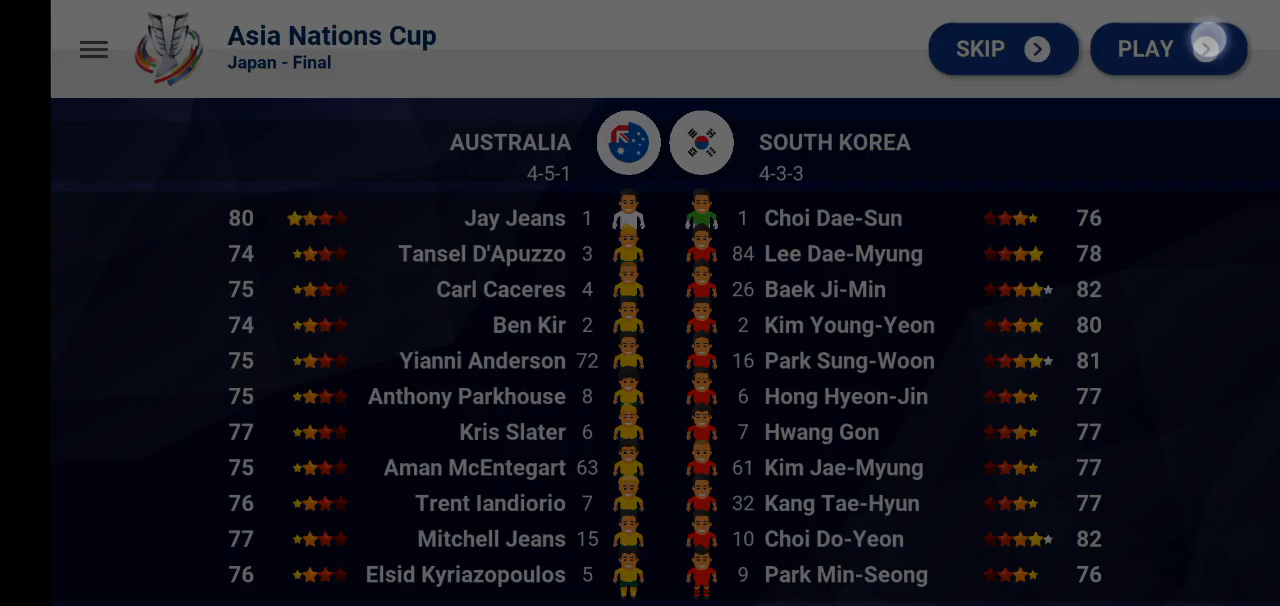 Asia Nations Cup
Japan - Final
SKIP
PLAY
AUSTRALIA
SOUTH KOREA
4-5-1
4-3-3
80 Jay Jeans 1 1 Choi Dae-Sun 76
74 Tansel D'Apuzzo 3 84 Lee Dae-Myung 78
75 Carl Caceres 4 26 Baek Ji-Min 82
74 Ben Kir 2 2 Kim Young-Yeon 80
75 Yianni Anderson 72 16 Park Sung-Woon 81
75 Anthony Parkhouse 8 6 Hong Hyeon-Jin 77
77 Kris Slater 6 7 Hwang Gon 77
75 Aman McEntegart 63 61 Kim Jae-Myung 77
76 Trent Iandiorio 7 32 Kang Tae-Hyun 77
77 Mitchell Jeans 15 10 Choi Do-Yeon 82
76 Elsid Kyriazopoulos 5 9 Park Min-Seong 76